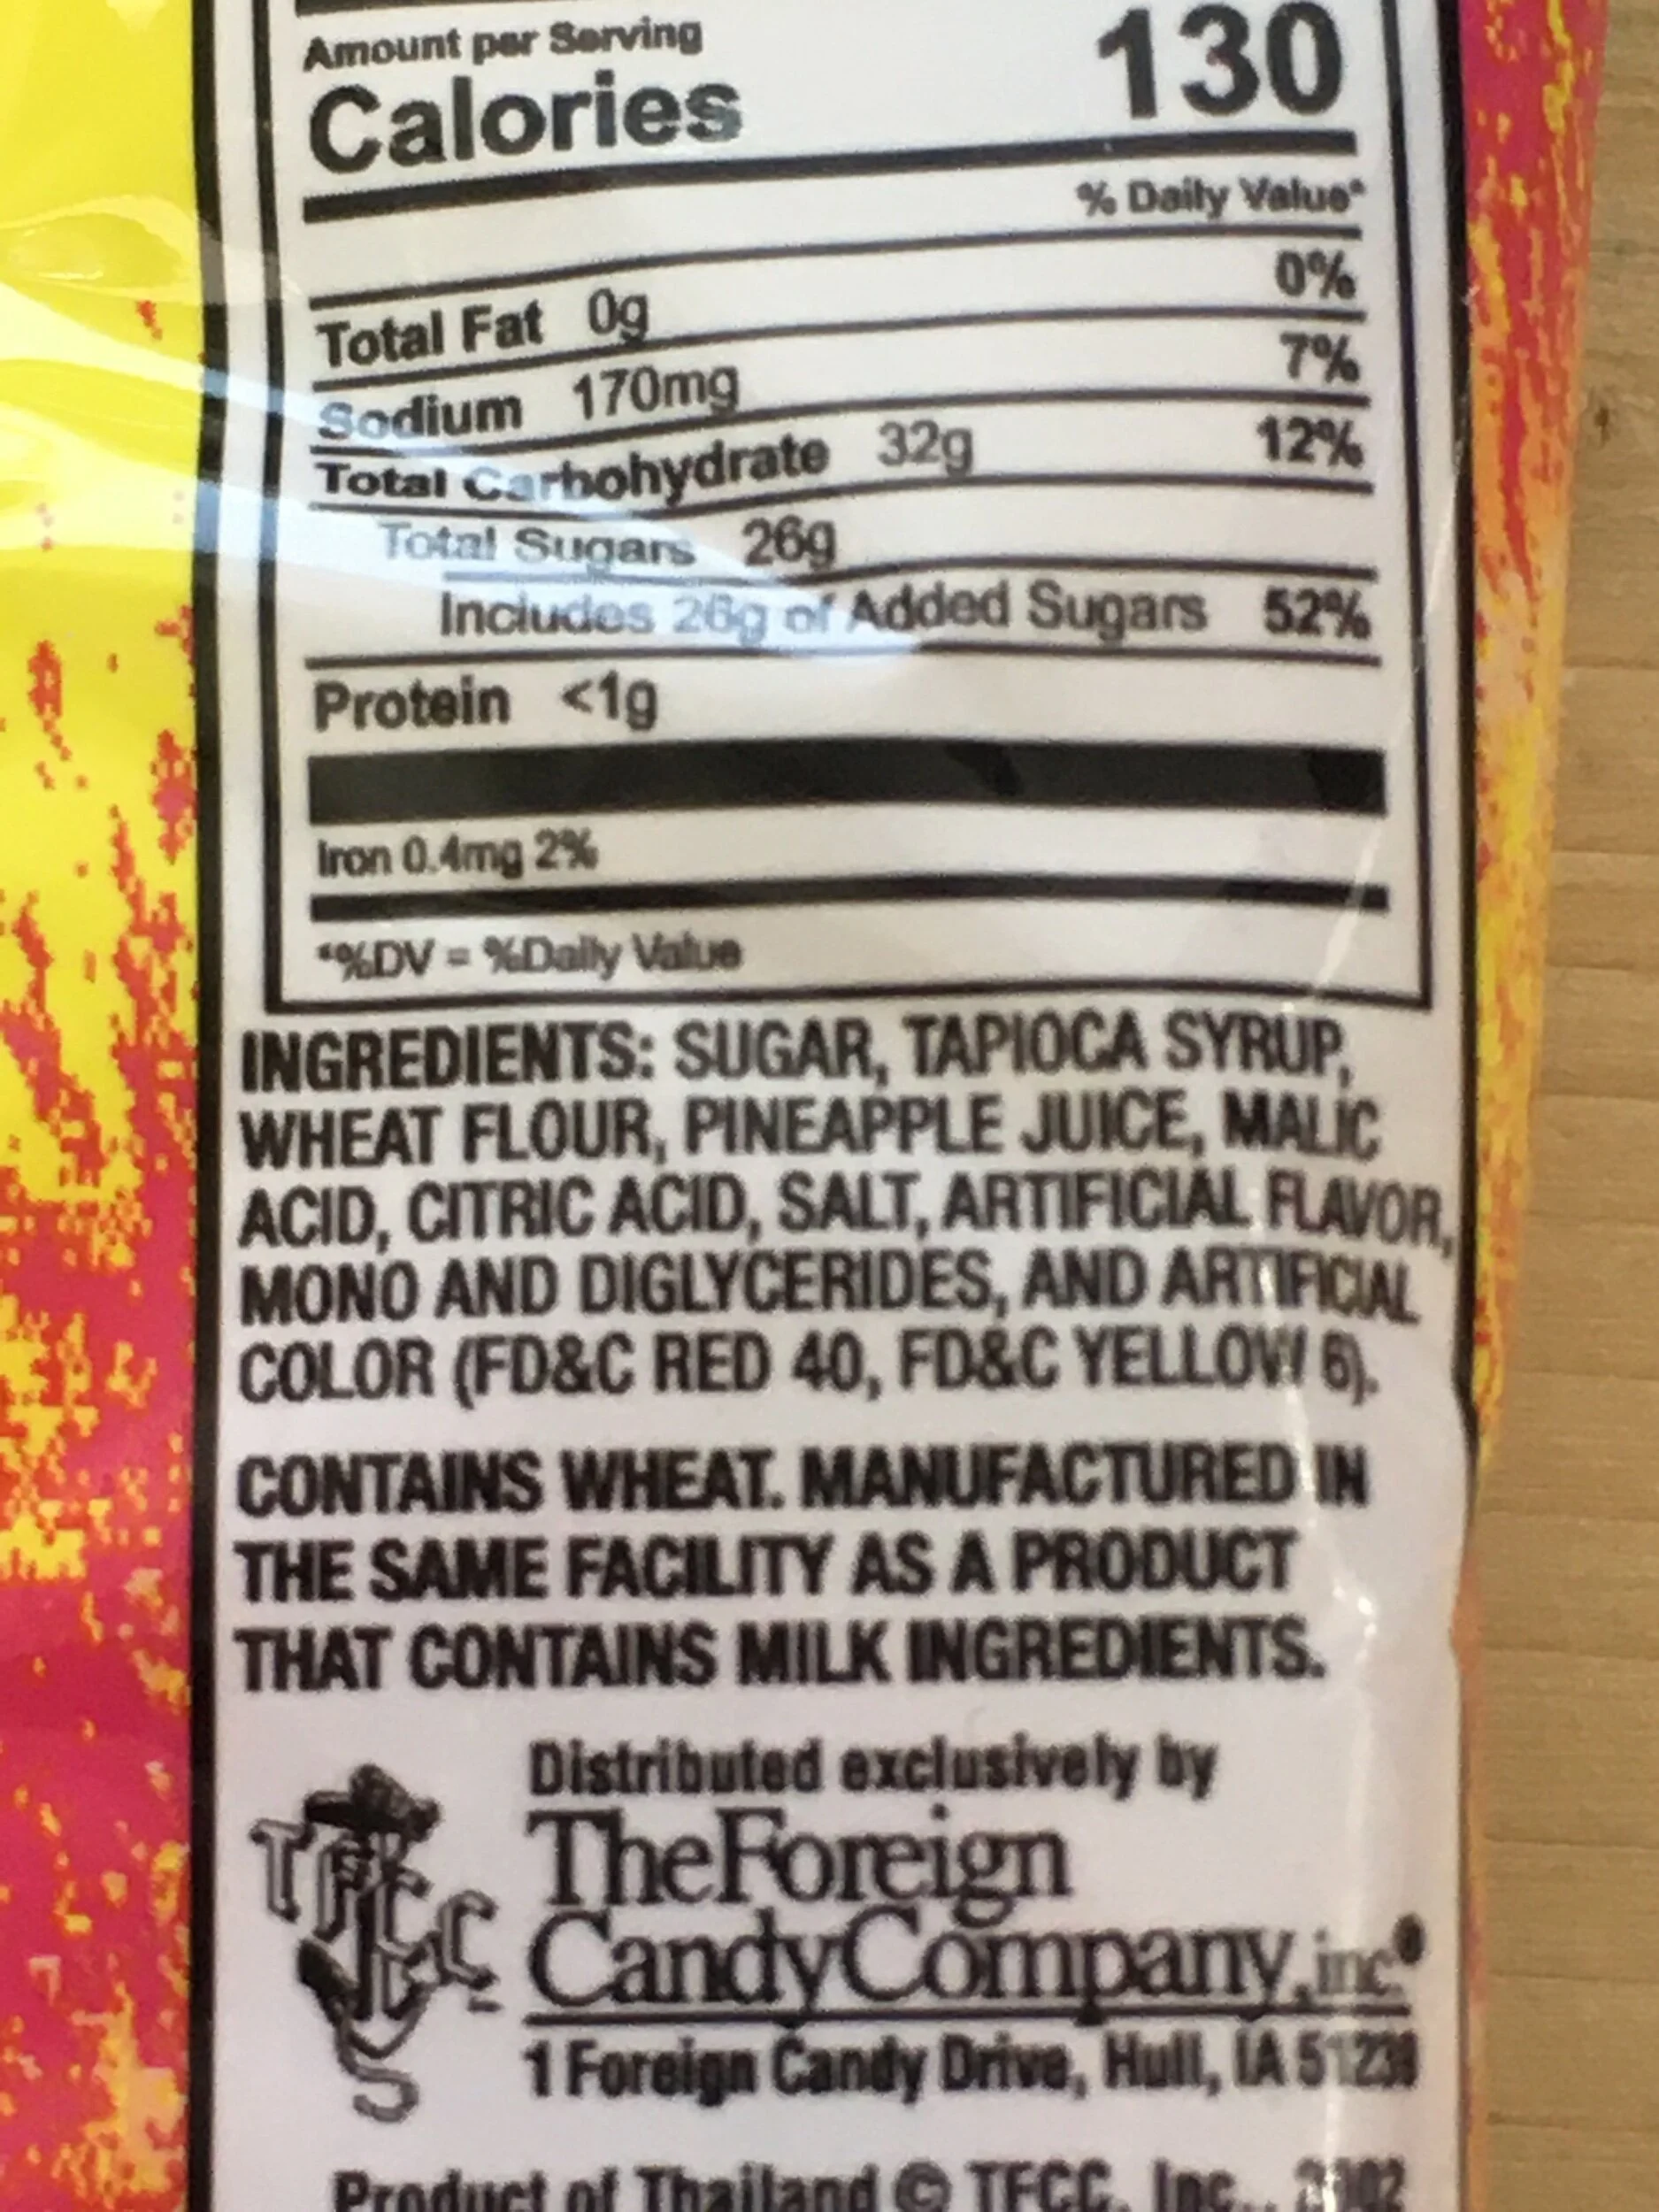 Amount per Serving
Calories 130
% Daily Value*
Total Fat 0g 0%
Sodium 170mg 7%
Total Carbohydrate 32g 12%
Total Sugars 26g
Includes 26g of Added Sugars 52%
Protein <1g
Iron 0.4mg 2%
*%DV = %Daily Value
INGREDIENTS: SUGAR, TAPIOCA SYRUP,
WHEAT FLOUR, PINEAPPLE JUICE, MALIC
ACID, CITRIC ACID, SALT, ARTIFICIAL FLAVOR,
MONO AND DIGLYCERIDES, AND ARTIFICIAL
COLOR (FD&C RED 40, FD&C YELLOW 6).
CONTAINS WHEAT. MANUFACTURED IN
THE SAME FACILITY AS A PRODUCT
THAT CONTAINS MILK INGREDIENTS.
Distributed exclusively by
TFCC
TheForeign
CandyCompany,inc®
1 Foreign Candy Drive, Hull, IA 51239
Product of Thailand © TFCC, Inc.,